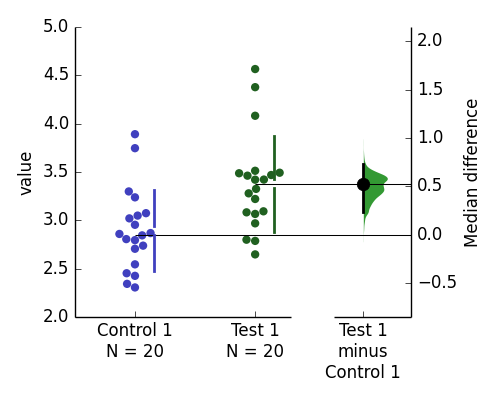 5.0
4.5
4.0
3.5
3.0
2.5
2.0
value
Control 1
N = 20
Test 1
N = 20
Test 1
minus
Control 1
2.0
1.5
1.0
0.5
0.0
−0.5
Median difference